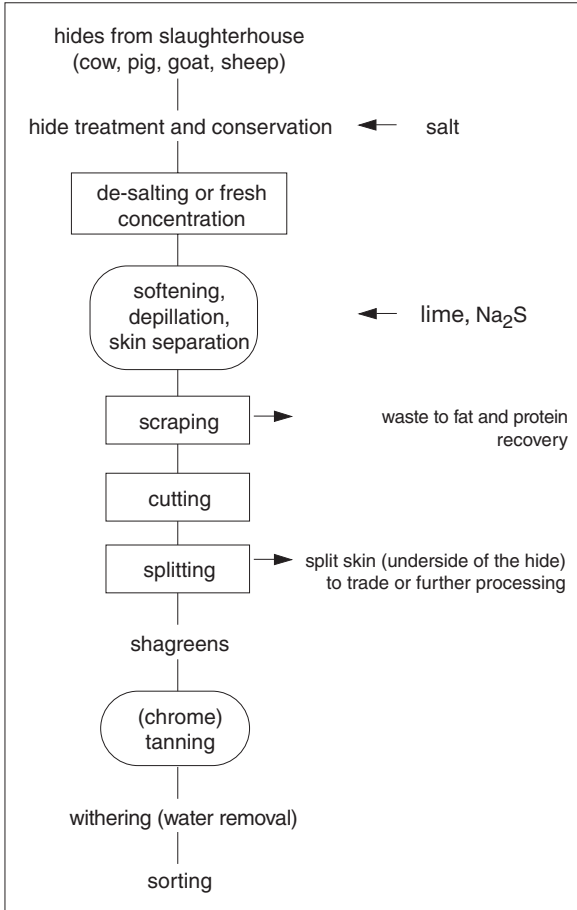 hides from slaughterhouse
(cow, pig, goat, sheep)
hide treatment and conservation
salt
de-salting or fresh
concentration
softening,
depillation,
skin separation
lime, Na₂S
scraping
waste to fat and protein
recovery
cutting
splitting
split skin (underside of the hide)
to trade or further processing
shagreens
(chrome)
tanning
withering (water removal)
sorting